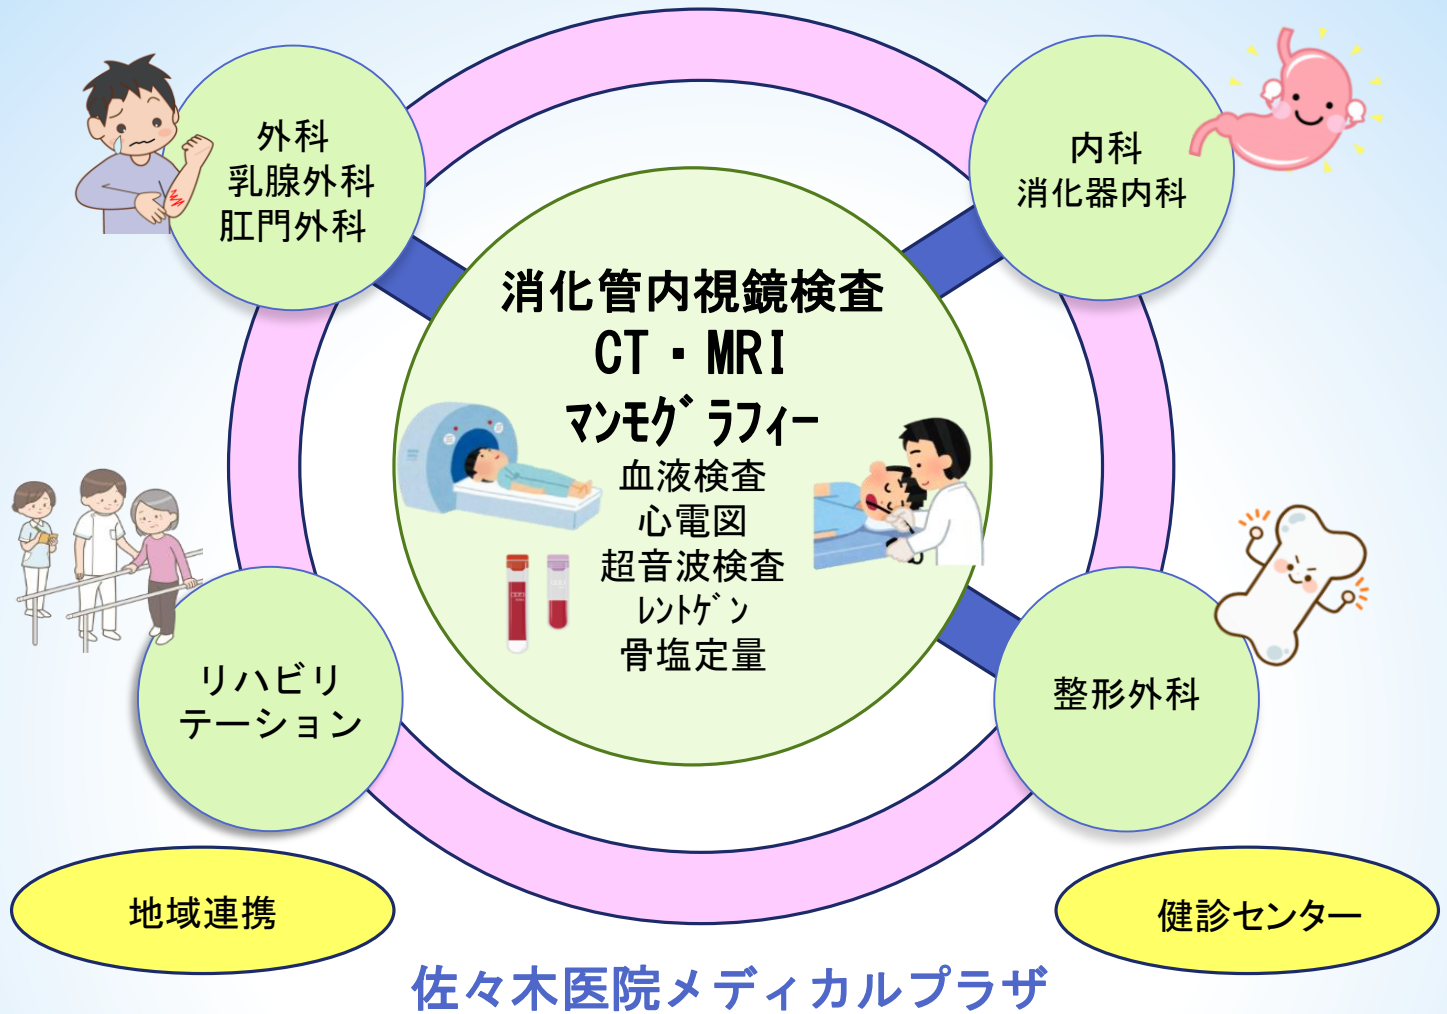 外科
乳腺外科
肛門外科
内科
消化器内科
消化管内視鏡検査
CT・MRI
ﾏﾝﾓｸﾞﾗﾌｨｰ
血液検査
心電図
超音波検査
ﾚﾝﾄｹﾞﾝ
骨塩定量
リハビリ
テーション
整形外科
地域連携
健診センター
佐々木医院メディカルプラザ